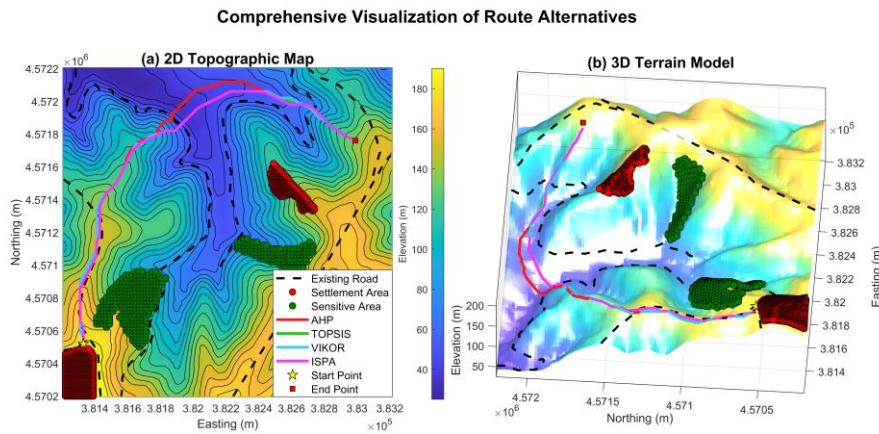 Comprehensive Visualization of Route Alternatives
(a) 2D Topographic Map
×10⁶
4.5722
4.572
4.5718
4.5716
4.5714
4.5712
4.571
4.5708
4.5706
4.5704
4.5702
Northing (m)
3.814 3.816 3.818 3.82 3.822 3.824 3.826 3.828 3.83 3.832
Easting (m)
×10⁵
Existing Road
Settlement Area
Sensitive Area
AHP
TOPSIS
VIKOR
ISPA
Start Point
End Point
180
160
140
120
100
80
60
40
Elevation (m)
(b) 3D Terrain Model
×10⁵
3.832
3.83
3.828
3.826
3.824
3.822
3.82
3.818
3.816
3.814
Easting (m)
200
150
100
50
Elevation (m)
4.572 4.5715 4.571 4.5705
×10⁶
Northing (m)